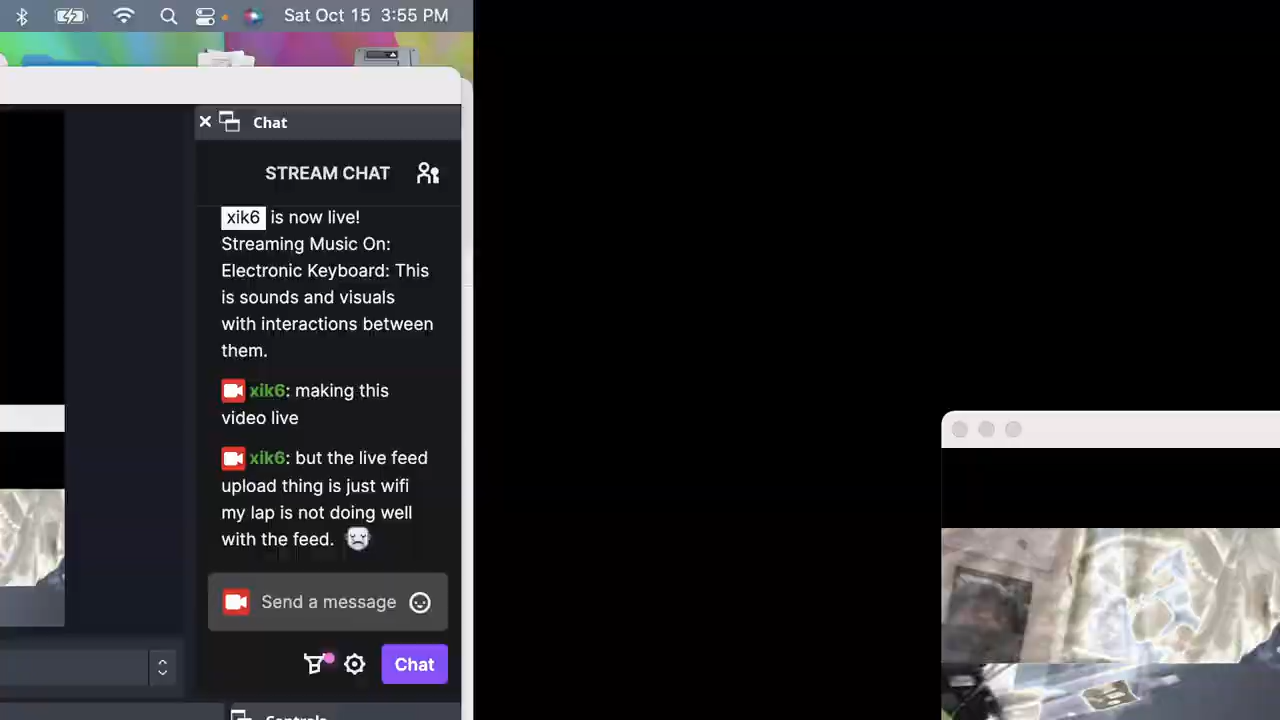 Sat Oct 15 3:55 PM
Chat
STREAM CHAT
xik6 is now live!
Streaming Music On:
Electronic Keyboard: This
is sounds and visuals
with interactions between
them.
xik6: making this
video live
xik6: but the live feed
upload thing is just wifi
my lap is not doing well
with the feed.
Send a message
Chat
Controls